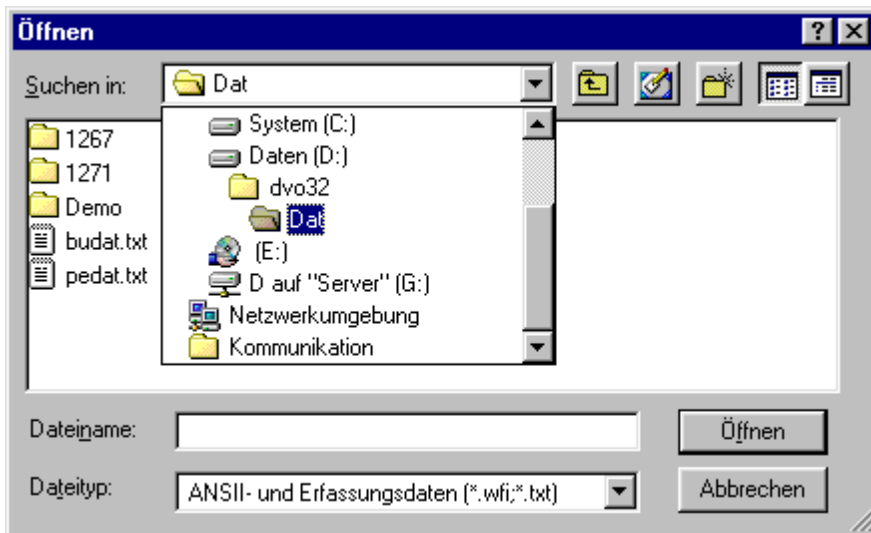 Öffnen
Suchen in: Dat
System (C:)
Daten (D:)
dvo32
Dat
(E:)
D auf "Server" (G:)
Netzwerkumgebung
Kommunikation
1267
1271
Demo
budat.txt
pedat.txt
Dateiname: Öffnen
Dateityp: ANSII- und Erfassungsdaten (*.wfi;*.txt) Abbrechen